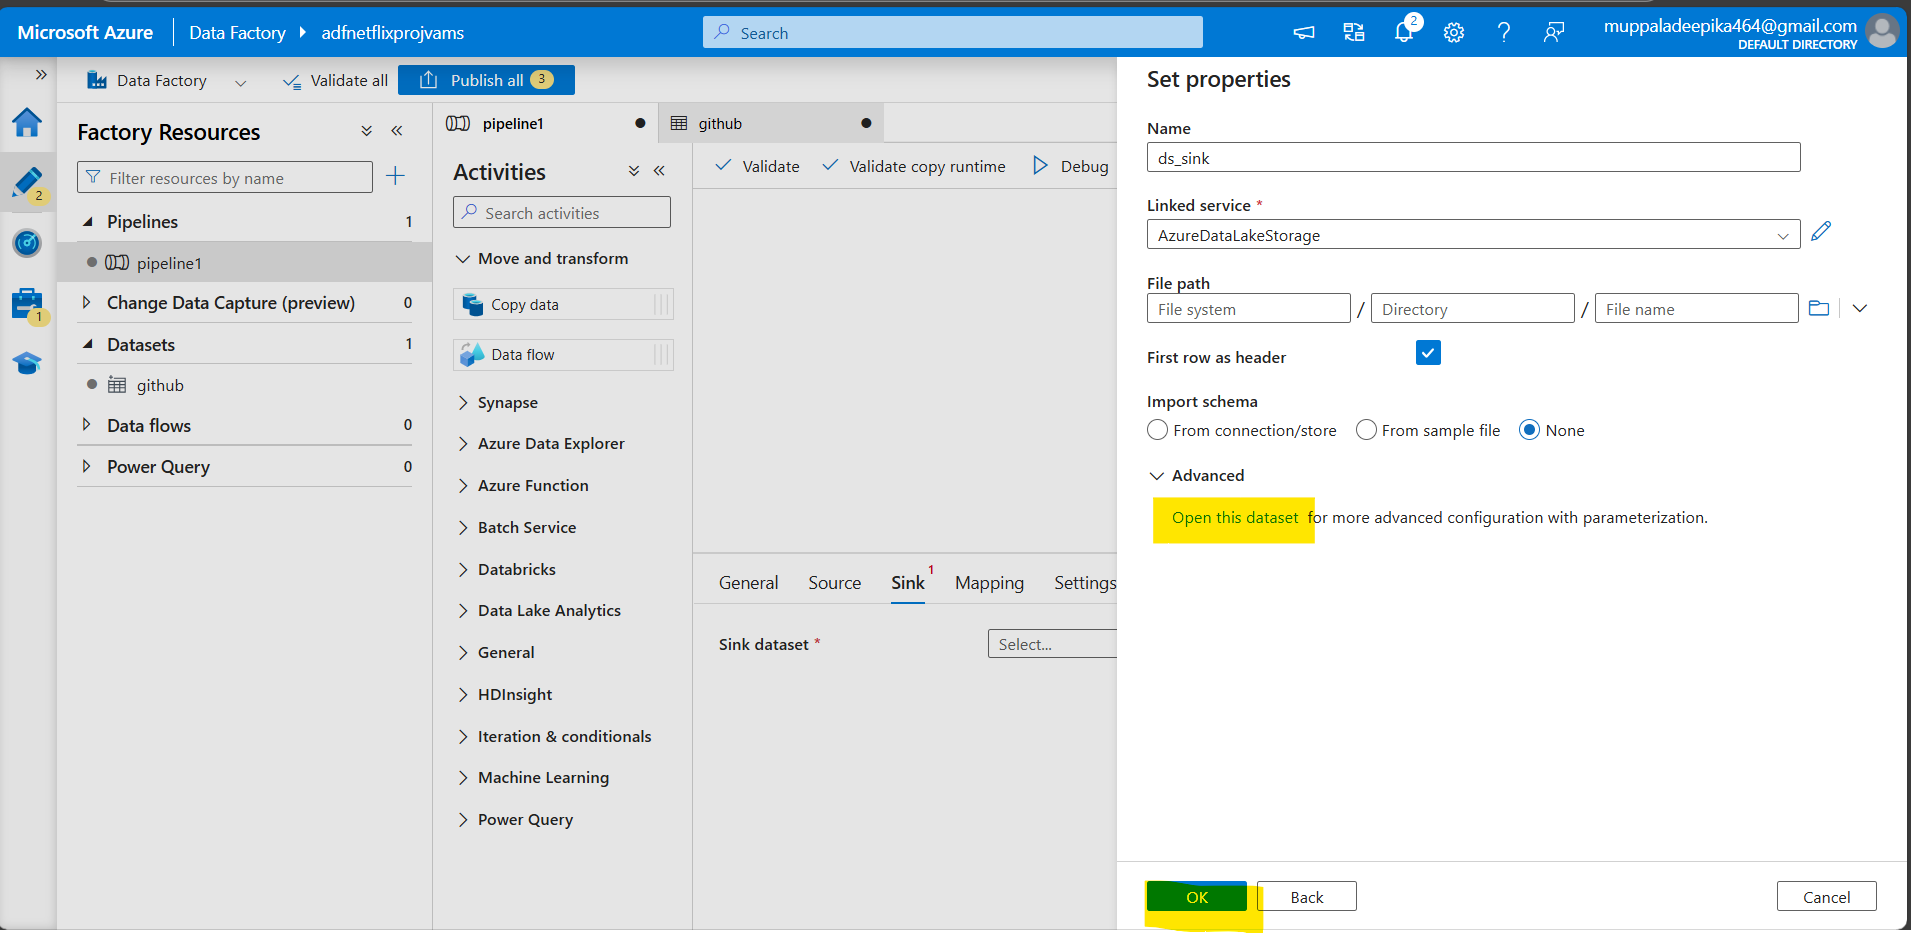 Microsoft Azure Data Factory adfnetflixprojvams Search 2 muppaladeepika464@gmail.com
DEFAULT DIRECTORY
Data Factory Validate all Publish all 3
Factory Resources
Filter resources by name
2
Pipelines 1
pipeline1
Change Data Capture (preview) 0
1
Datasets 1
github
Data flows 0
Power Query 0
pipeline1 github
Activities
Search activities
Move and transform
Copy data
Data flow
Synapse
Azure Data Explorer
Azure Function
Batch Service
Databricks
Data Lake Analytics
General
HDInsight
Iteration & conditionals
Machine Learning
Power Query
Validate Validate copy runtime Debug
General Source Sink 1 Mapping Settings
Sink dataset * Select...
Set properties
Name
ds_sink
Linked service *
AzureDataLakeStorage
File path
File system / Directory / File name
First row as header
Import schema
From connection/store From sample file None
Advanced
Open this dataset for more advanced configuration with parameterization.
OK Back Cancel